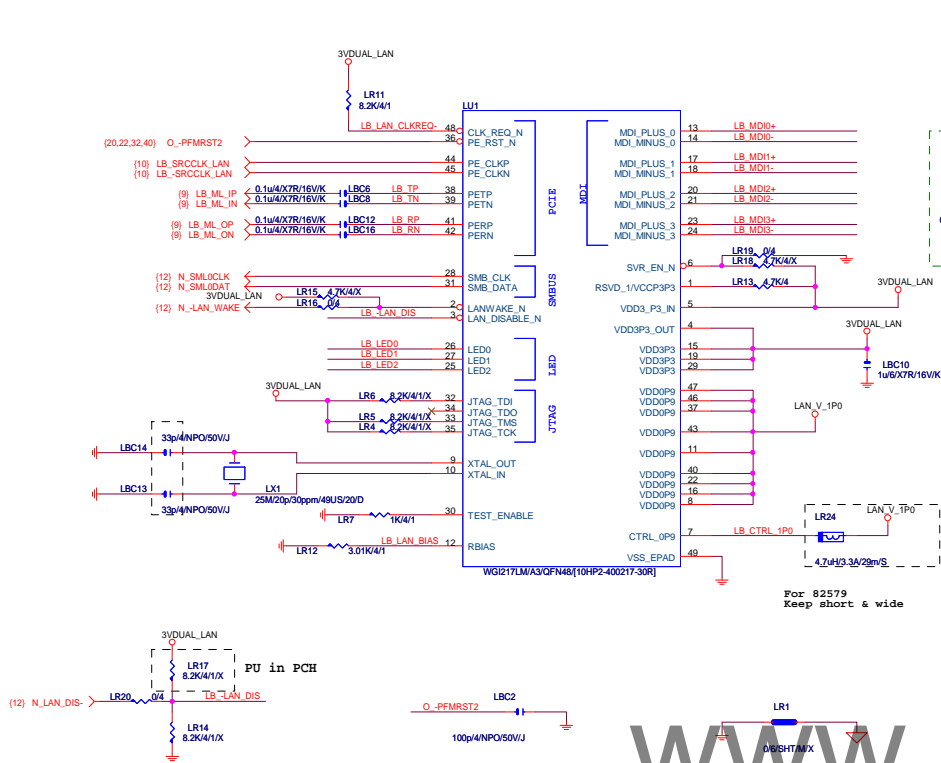 3VDUAL_LAN
LR11
8.2K/4/1
LU1
LB_LAN_CLKREQ- 48 CLK_REQ_N
{20,22,32,40} O_-PFMRST2 36 PE_RST_N
{10} LB_SRCCLK_LAN 44 PE_CLKP
{10} LB_-SRCCLK_LAN 45 PE_CLKN
{9} LB_ML_IP 0.1u/4/X7R/16V/K LBC6 LB_TP 38 PETP
{9} LB_ML_IN 0.1u/4/X7R/16V/K LBC8 LB_TN 39 PETN
{9} LB_ML_OP 0.1u/4/X7R/16V/K LBC12 LB_RP 41 PERP
{9} LB_ML_ON 0.1u/4/X7R/16V/K LBC16 LB_RN 42 PERN
PCIE
{12} N_SML0CLK 28 SMB_CLK
{12} N_SML0DAT 31 SMB_DATA
SMBUS
3VDUAL_LAN LR15 4.7K/4/X
{12} N_-LAN_WAKE LR16 0/4 2 LANWAKE_N
LB_-LAN_DIS 3 LAN_DISABLE_N
LB_LED0 26 LED0
LB_LED1 27 LED1
LB_LED2 25 LED2
LED
3VDUAL_LAN
LR6 8.2K/4/1/X 32 JTAG_TDI
34 JTAG_TDO
LR5 8.2K/4/1/X 33 JTAG_TMS
LR4 8.2K/4/1/X 35 JTAG_TCK
JTAG
33p/4/NPO/50V/J
LBC14
9 XTAL_OUT
10 XTAL_IN
LBC13
LX1
25M/20p/30ppm/49US/20/D
33p/4/NPO/50V/J
LR7 1K/4/1 30 TEST_ENABLE
LR12 3.01K/4/1 LB_LAN_BIAS 12 RBIAS
WGI217LM/A3/QFN48/[10HP2-400217-30R]
MDI
MDI_PLUS_0 13 LB_MDI0+
MDI_MINUS_0 14 LB_MDI0-
MDI_PLUS_1 17 LB_MDI1+
MDI_MINUS_1 18 LB_MDI1-
MDI_PLUS_2 20 LB_MDI2+
MDI_MINUS_2 21 LB_MDI2-
MDI_PLUS_3 23 LB_MDI3+
MDI_MINUS_3 24 LB_MDI3-
LR19 0/4
SVR_EN_N 6 LR18 4.7K/4/X
RSVD_1/VCCP3P3 1 LR13 4.7K/4
3VDUAL_LAN
VDD3_P3_IN 5
VDD3P3_OUT 4
3VDUAL_LAN
VDD3P3 15
VDD3P3 19
VDD3P3 29
LBC10
1u/6/X7R/16V/K
VDD0P9 47
VDD0P9 46
VDD0P9 37
LAN_V_1P0
VDD0P9 43
VDD0P9 11
VDD0P9 40
VDD0P9 22
VDD0P9 16
VDD0P9 8
LR24 LAN_V_1P0
CTRL_0P9 7 LB_CTRL_1P0
4.7uH/3.3A/29m/S
VSS_EPAD 49
For 82579
Keep short & wide
3VDUAL_LAN
LR17
8.2K/4/1/X
PU in PCH
{12} N_LAN_DIS- LR20 0/4 LB_-LAN_DIS
LR14
8.2K/4/1/X
O_-PFMRST2 LBC2
100p/4/NPO/50V/J
LR1
0/6/SHT/M/X
WWW